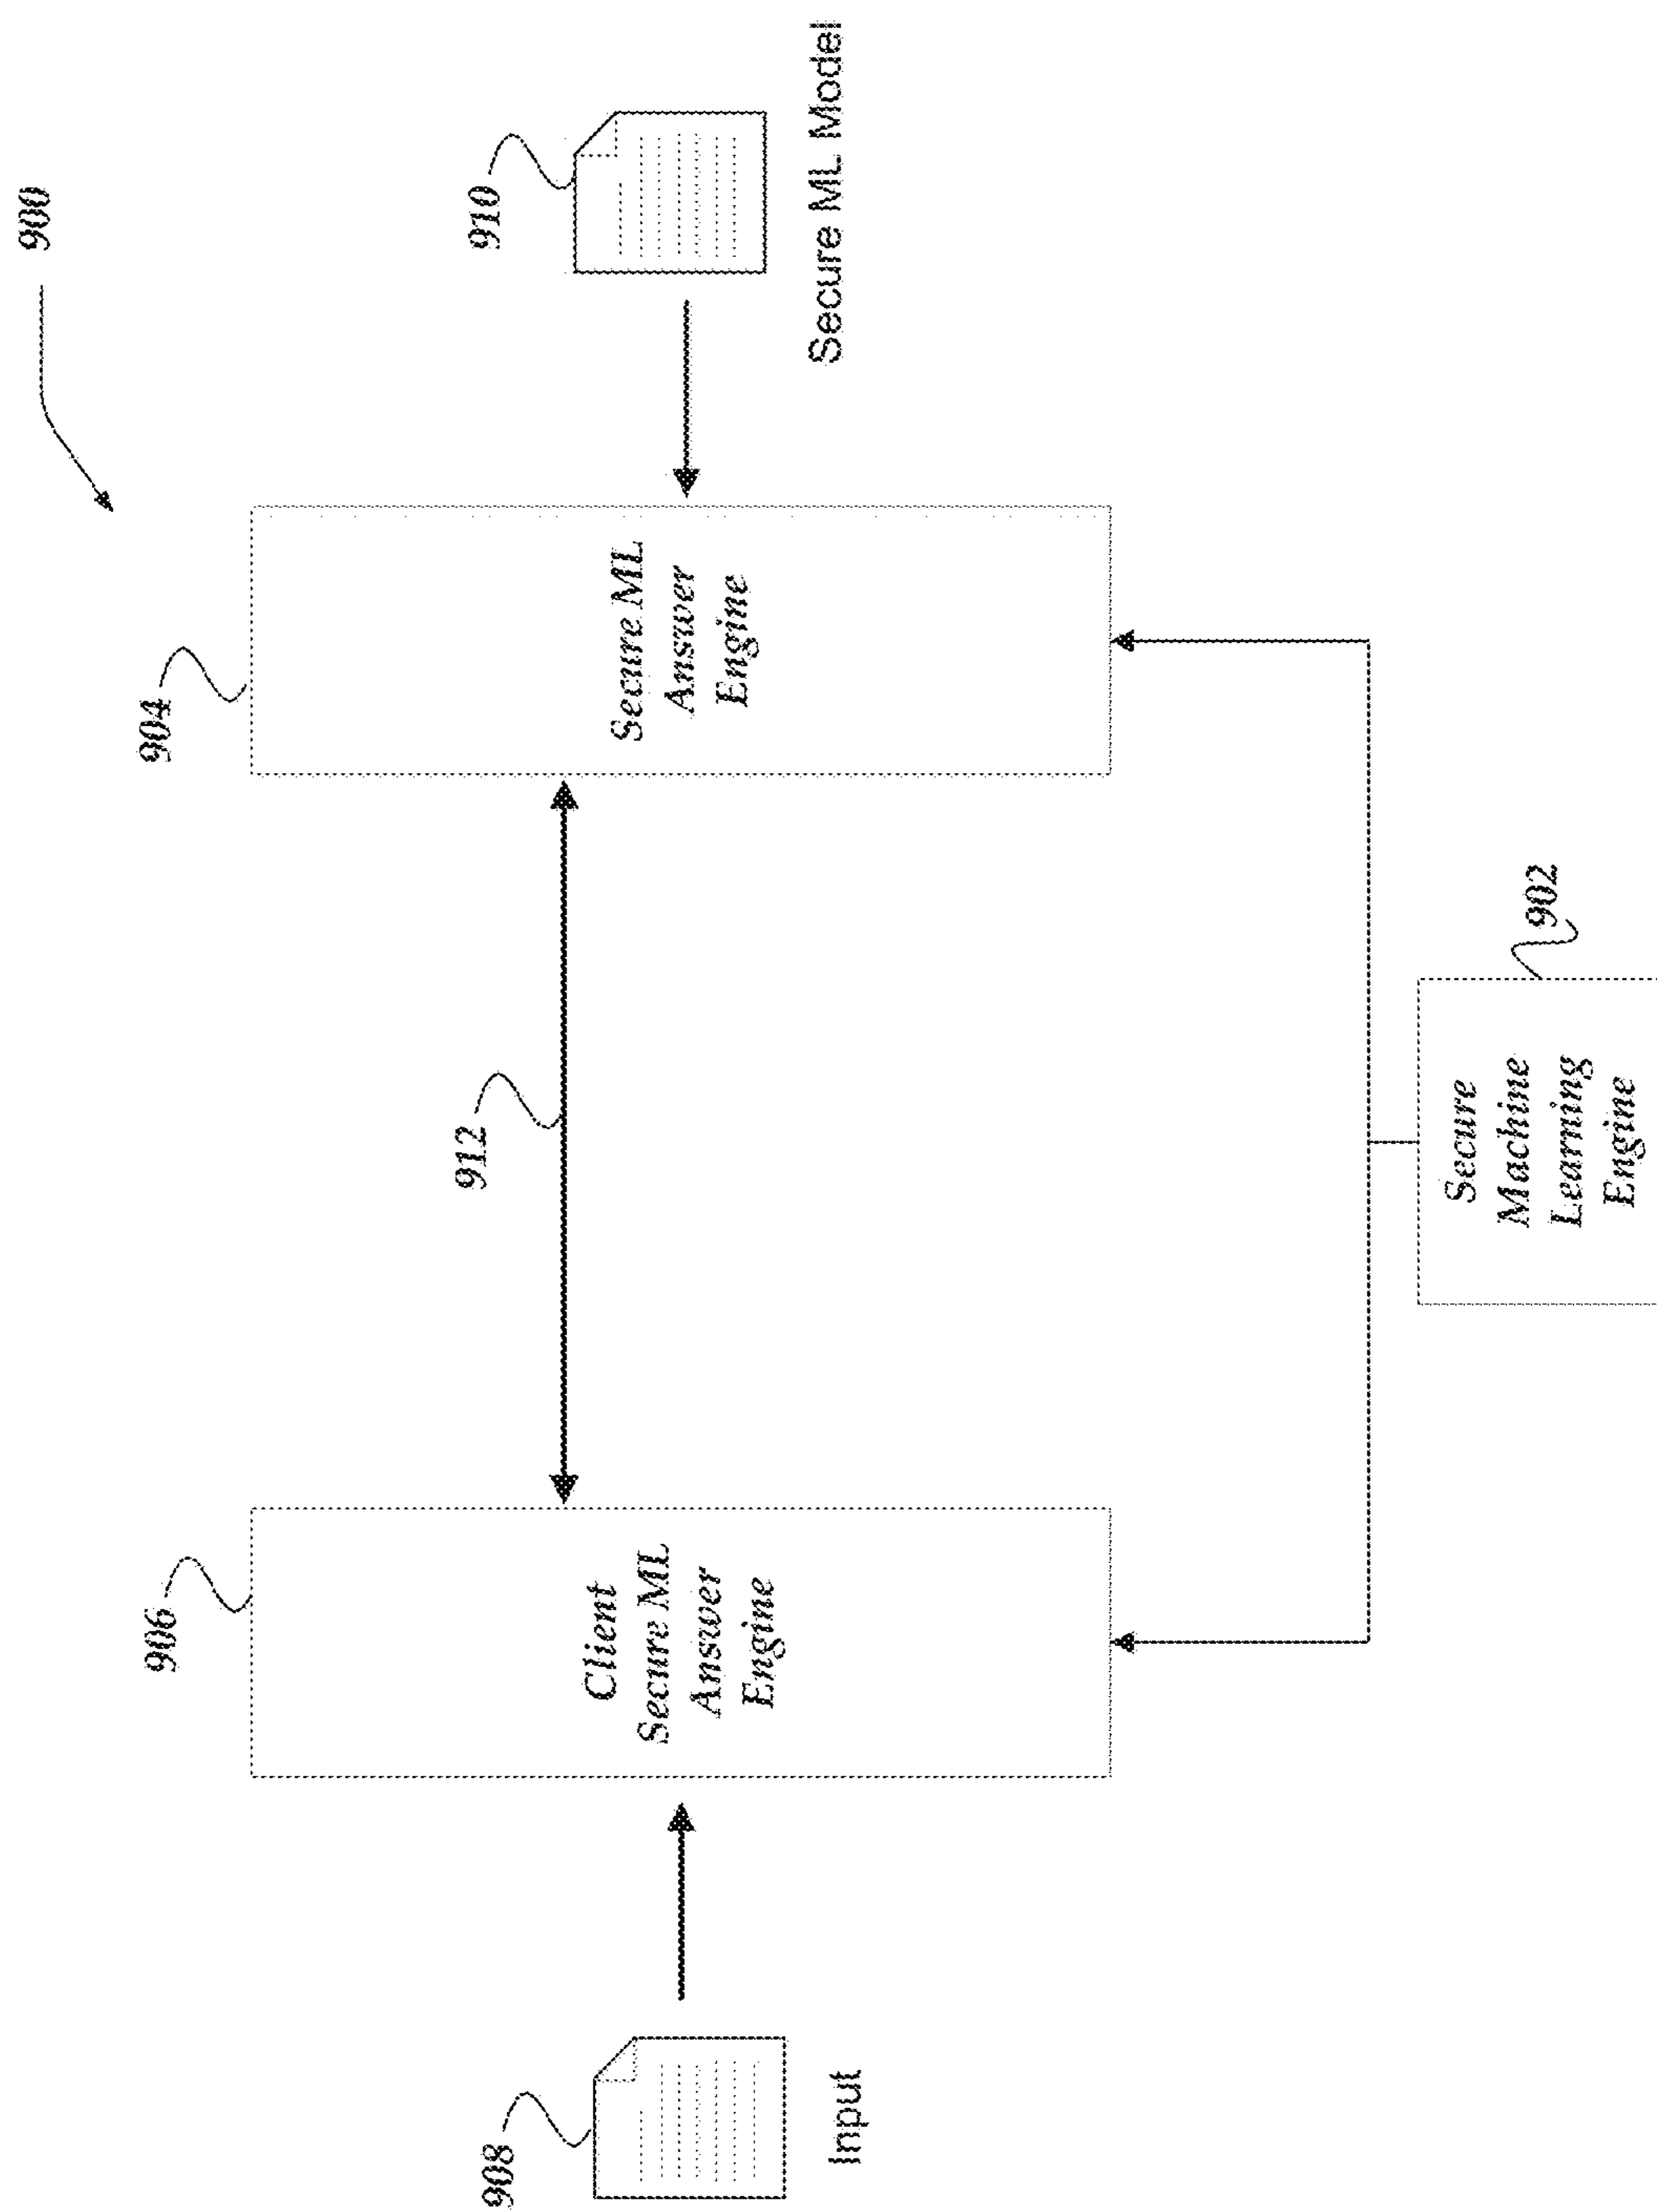 900
904
906
910
912
908
Client
Secure ML
Answer
Engine
Secure ML
Answer
Engine
Input
Secure ML Model
902
Secure
Machine
Learning
Engine